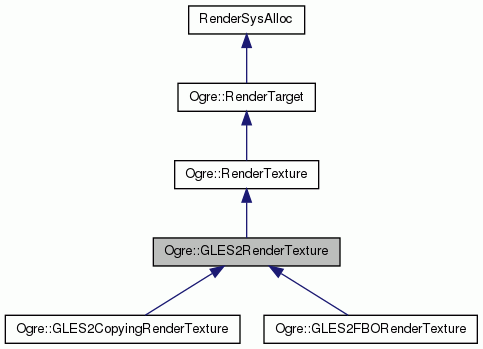 RenderSysAlloc
Ogre::RenderTarget
Ogre::RenderTexture
Ogre::GLES2RenderTexture
Ogre::GLES2CopyingRenderTexture
Ogre::GLES2FBORenderTexture